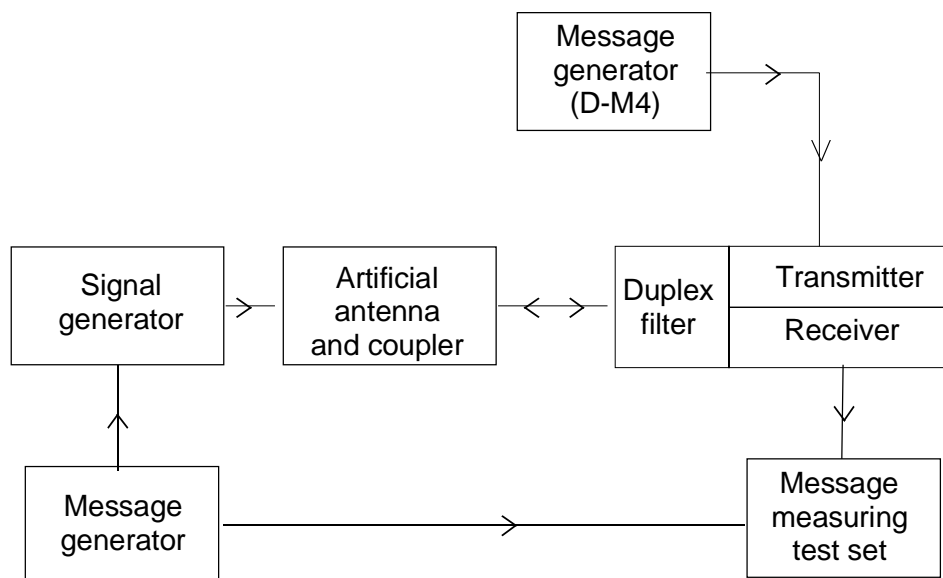 Message
generator
(D-M4)
Signal
generator
Artificial
antenna
and coupler
Duplex
filter
Transmitter
Receiver
Message
generator
Message
measuring
test set